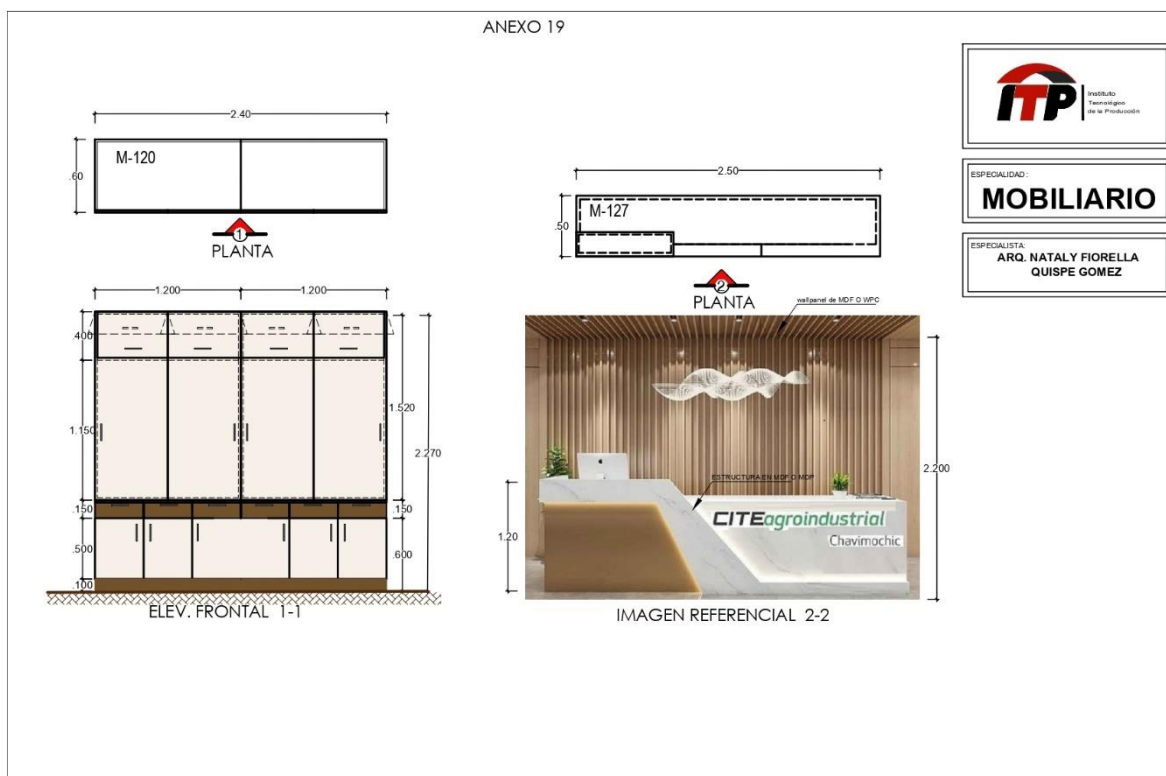 ANEXO 19
2.40
.60
M-120
1
PLANTA
1.200
1.200
.400
1.150
.150
.500
.100
1.520
.150
.600
2.270
ELEV. FRONTAL 1-1
2.50
.50
M-127
2
PLANTA
wallpanel de MDF O WPC
ESTRUCTURA EN MDF O MDP
CITEagroindustrial
Chavimochic
1.20
2.200
IMAGEN REFERENCIAL 2-2
ITP
Instituto
Tecnológico
de la Producción
ESPECIALIDAD:
MOBILIARIO
ESPECIALISTA:
ARQ. NATALY FIORELLA
QUISPE GOMEZ